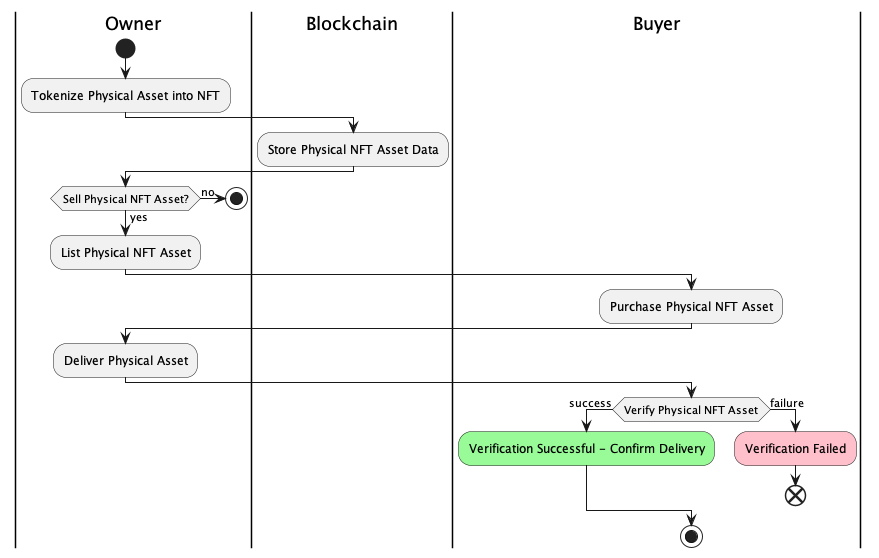 Owner
Blockchain
Buyer
Tokenize Physical Asset into NFT
Store Physical NFT Asset Data
Sell Physical NFT Asset?
no
yes
List Physical NFT Asset
Purchase Physical NFT Asset
Deliver Physical Asset
success
Verify Physical NFT Asset
failure
Verification Successful – Confirm Delivery
Verification Failed